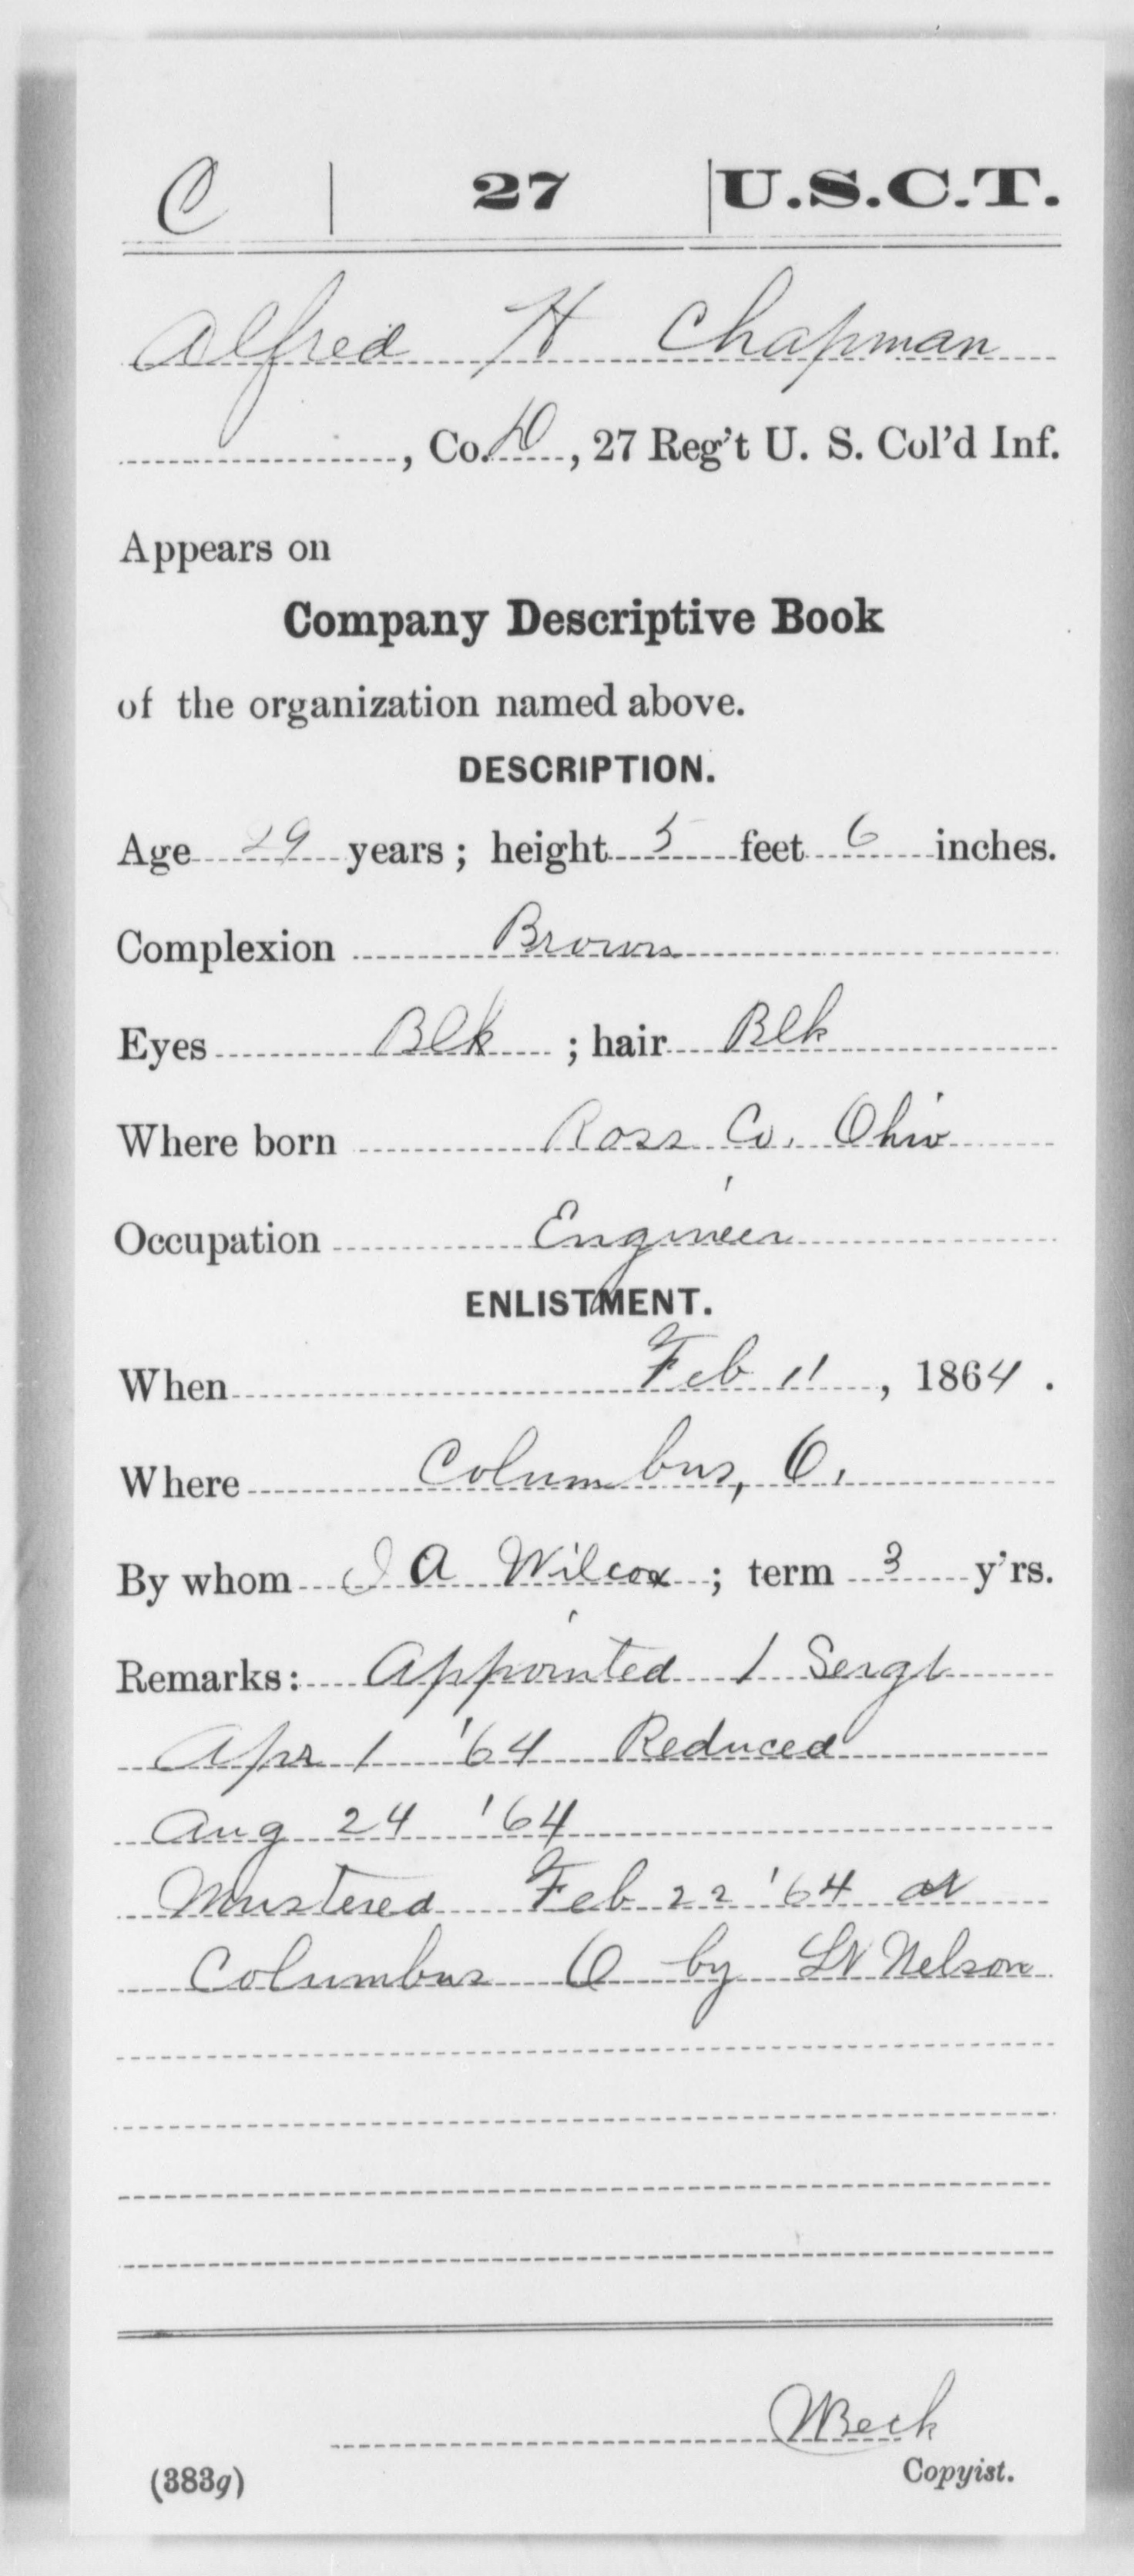 C | 27 | U.S.C.T.
Alfred H Chapman
, Co. D, 27 Reg't U. S. Col'd Inf.
Appears on
Company Descriptive Book
of the organization named above.
DESCRIPTION.
Age 29 years; height 5 feet 6 inches.
Complexion Brown
Eyes Blk ; hair Blk
Where born Ross Co, Ohio
Occupation Engineer
ENLISTMENT.
When Feb 11, 1864.
Where Columbus, O,
By whom J A Wilcox; term 3 y'rs.
Remarks: Appointed 1 Sergt
Apr 1 '64 Reduced
Aug 24 '64
Mustered Feb 22 '64 at
Columbus O by Lt Nelson
Beck
(383g) Copyist.